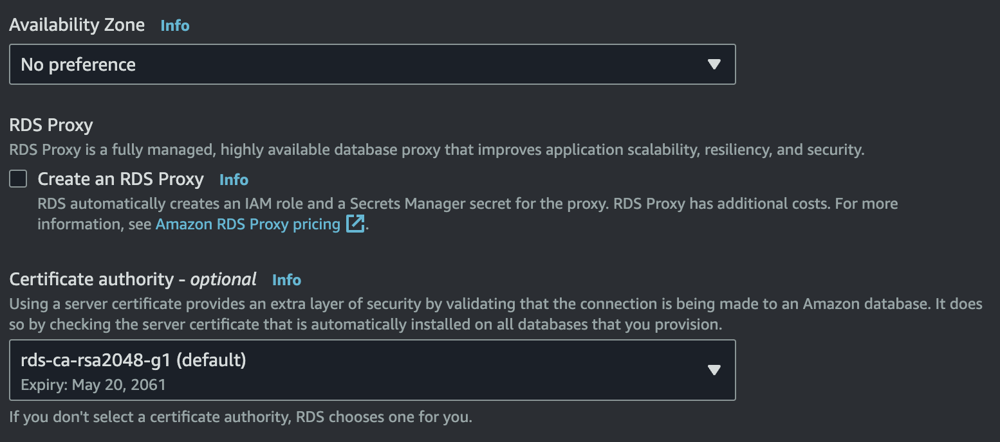 Availability Zone Info
No preference
RDS Proxy
RDS Proxy is a fully managed, highly available database proxy that improves application scalability, resiliency, and security.
Create an RDS Proxy Info
RDS automatically creates an IAM role and a Secrets Manager secret for the proxy. RDS Proxy has additional costs. For more
information, see Amazon RDS Proxy pricing.
Certificate authority - optional Info
Using a server certificate provides an extra layer of security by validating that the connection is being made to an Amazon database. It does
so by checking the server certificate that is automatically installed on all databases that you provision.
rds-ca-rsa2048-g1 (default)
Expiry: May 20, 2061
If you don't select a certificate authority, RDS chooses one for you.